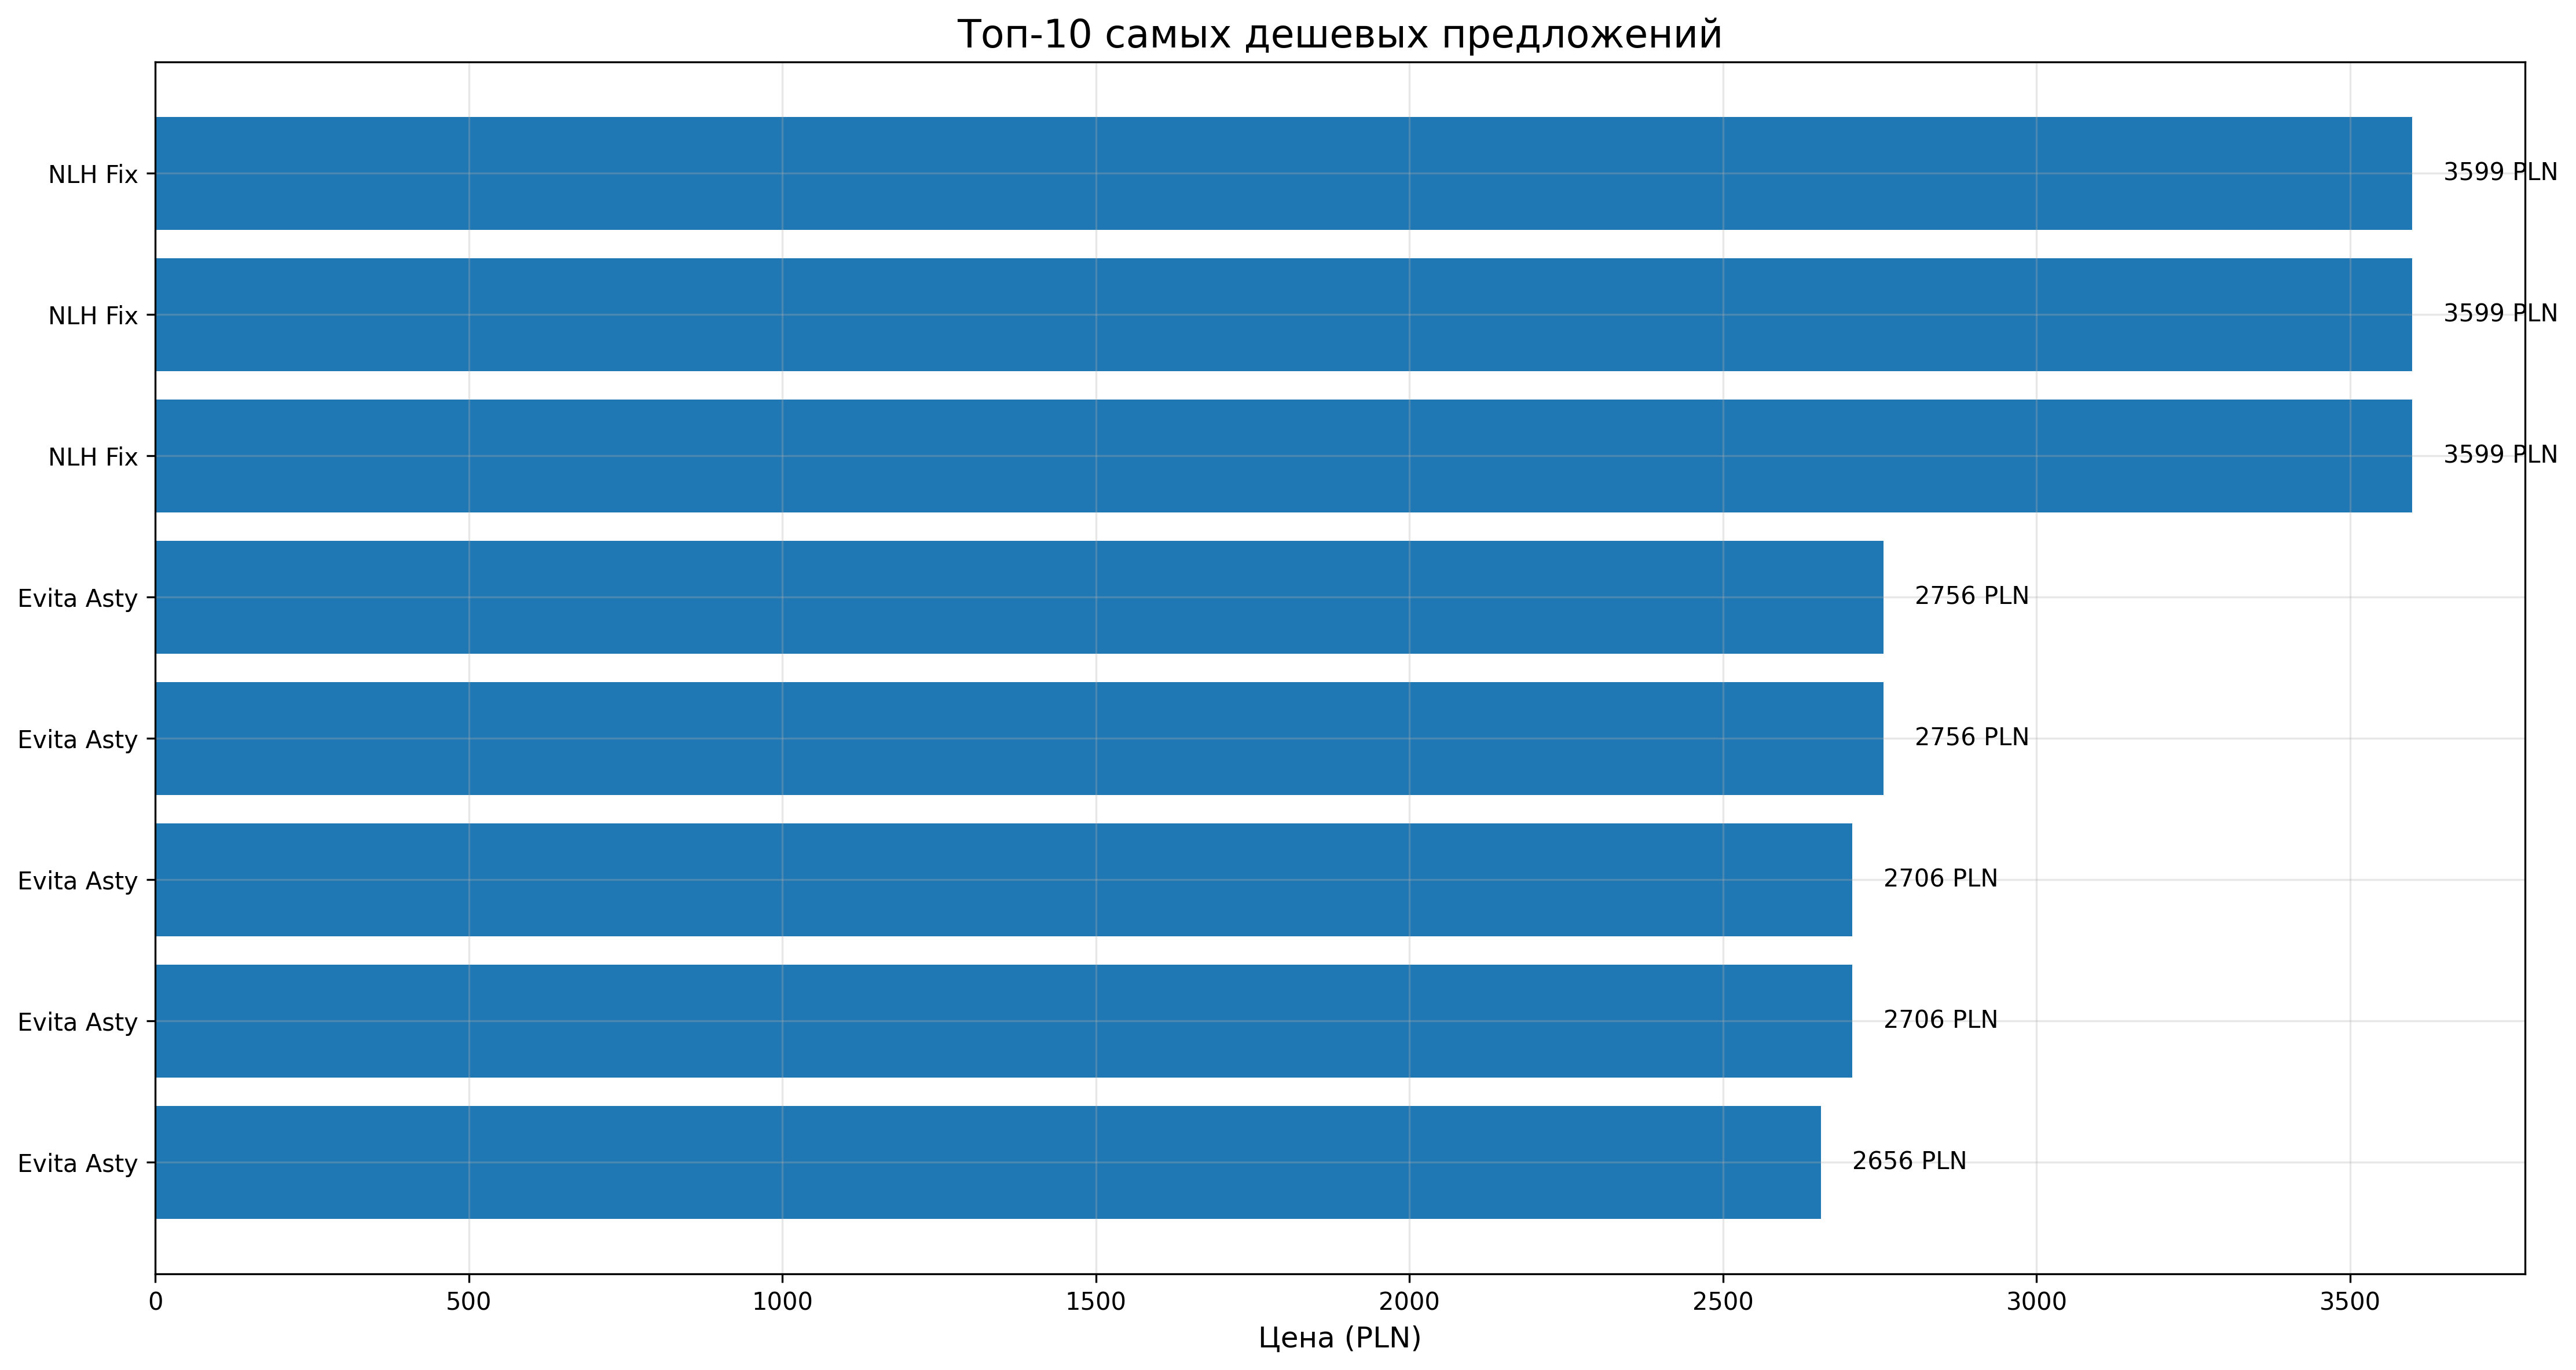 Топ-10 самых дешевых предложений
NLH Fix
3599 PLN
NLH Fix
3599 PLN
NLH Fix
3599 PLN
Evita Asty
2756 PLN
Evita Asty
2756 PLN
Evita Asty
2706 PLN
Evita Asty
2706 PLN
Evita Asty
2656 PLN
0 500 1000 1500 2000 2500 3000 3500
Цена (PLN)